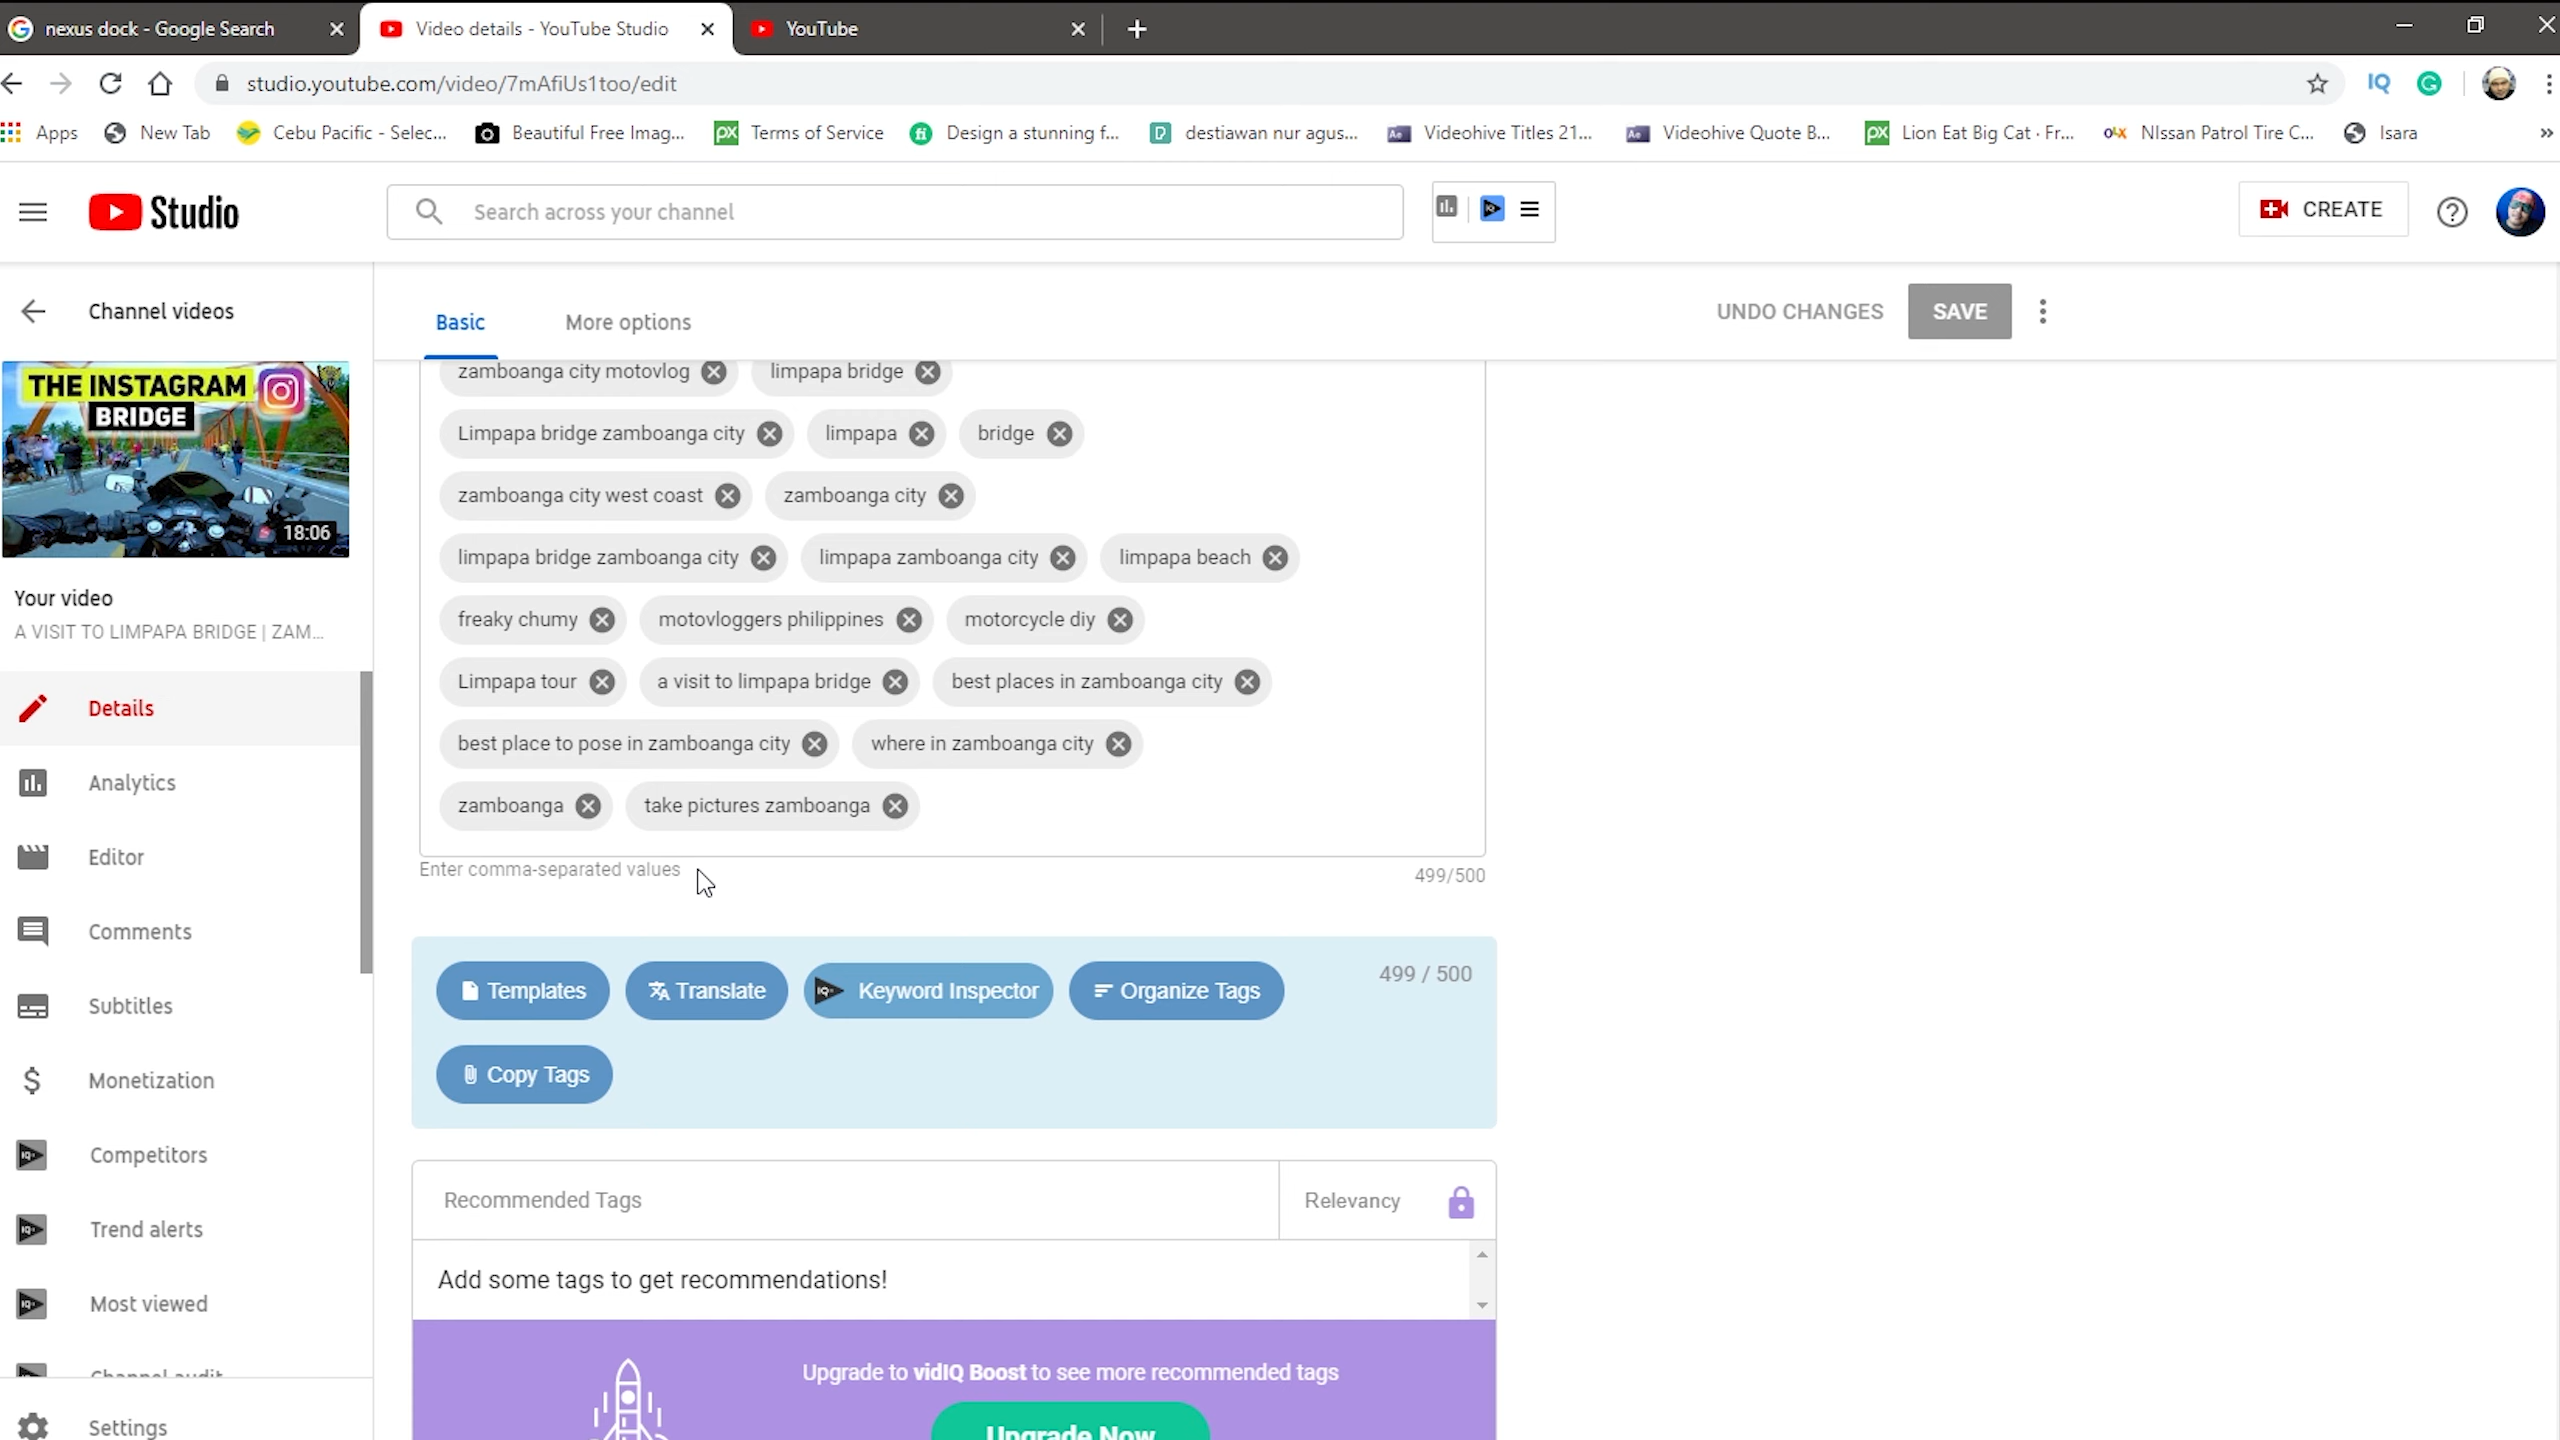 nexus dock - Google Search
Video details - YouTube Studio
YouTube
studio.youtube.com/video/7mAfiUs1too/edit
IQ
Apps
New Tab
Cebu Pacific - Selec...
Beautiful Free Imag...
Terms of Service
Design a stunning f...
destiawan nur agus...
Videohive Titles 21...
Videohive Quote B...
Lion Eat Big Cat · Fr...
NIssan Patrol Tire C...
Isara
Studio
Search across your channel
CREATE
Channel videos
Basic
More options
UNDO CHANGES
SAVE
THE INSTAGRAM
BRIDGE
18:06
Your video
A VISIT TO LIMPAPA BRIDGE | ZAM...
Details
Analytics
Editor
Comments
Subtitles
Monetization
Competitors
Trend alerts
Most viewed
Channel audit
Settings
zamboanga city motovlog limpapa bridge
Limpapa bridge zamboanga city limpapa bridge
zamboanga city west coast zamboanga city
limpapa bridge zamboanga city limpapa zamboanga city limpapa beach
freaky chumy motovloggers philippines motorcycle diy
Limpapa tour a visit to limpapa bridge best places in zamboanga city
best place to pose in zamboanga city where in zamboanga city
zamboanga take pictures zamboanga
Enter comma-separated values
499/500
Templates Translate Keyword Inspector Organize Tags
499 / 500
Copy Tags
Recommended Tags
Relevancy
Add some tags to get recommendations!
Upgrade to vidIQ Boost to see more recommended tags
Upgrade Now